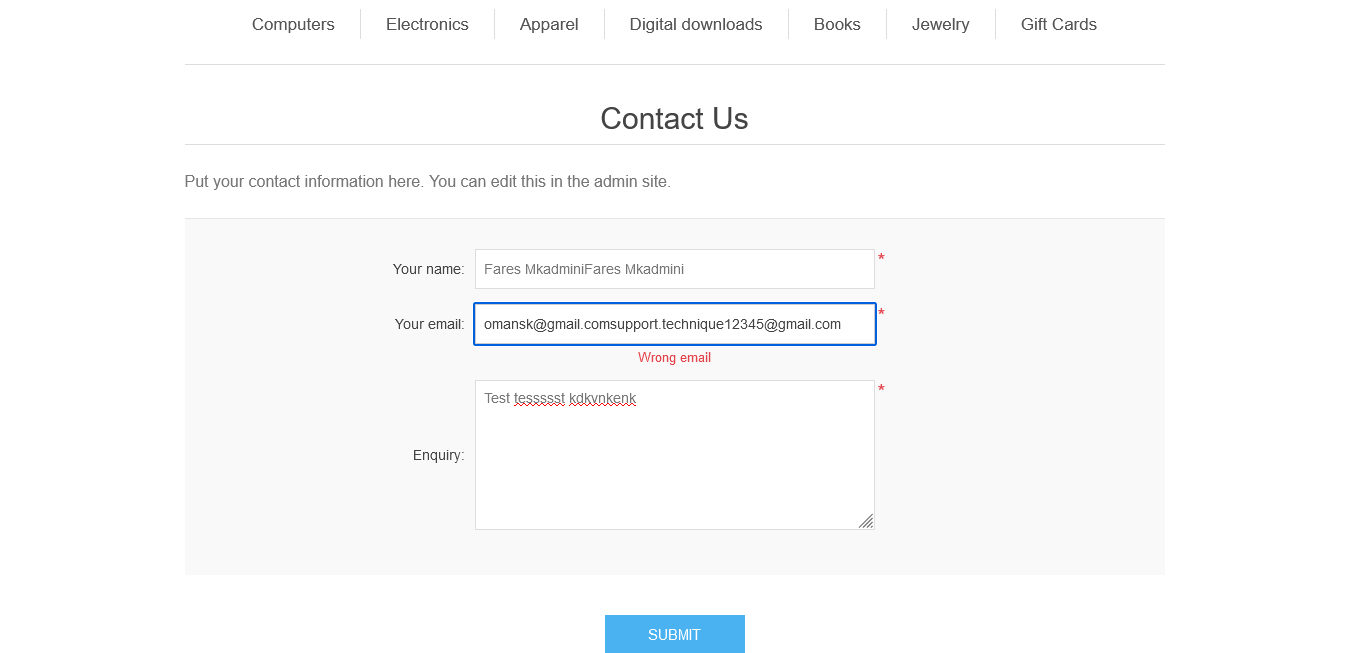 Computers Electronics Apparel Digital downloads Books Jewelry Gift Cards
Contact Us
Put your contact information here. You can edit this in the admin site.
Your name: Fares MkadminiFares Mkadmini *
Your email: omansk@gmail.comsupport.technique12345@gmail.com *
Wrong email
Test tessssst kdkvnkenk *
Enquiry:
SUBMIT